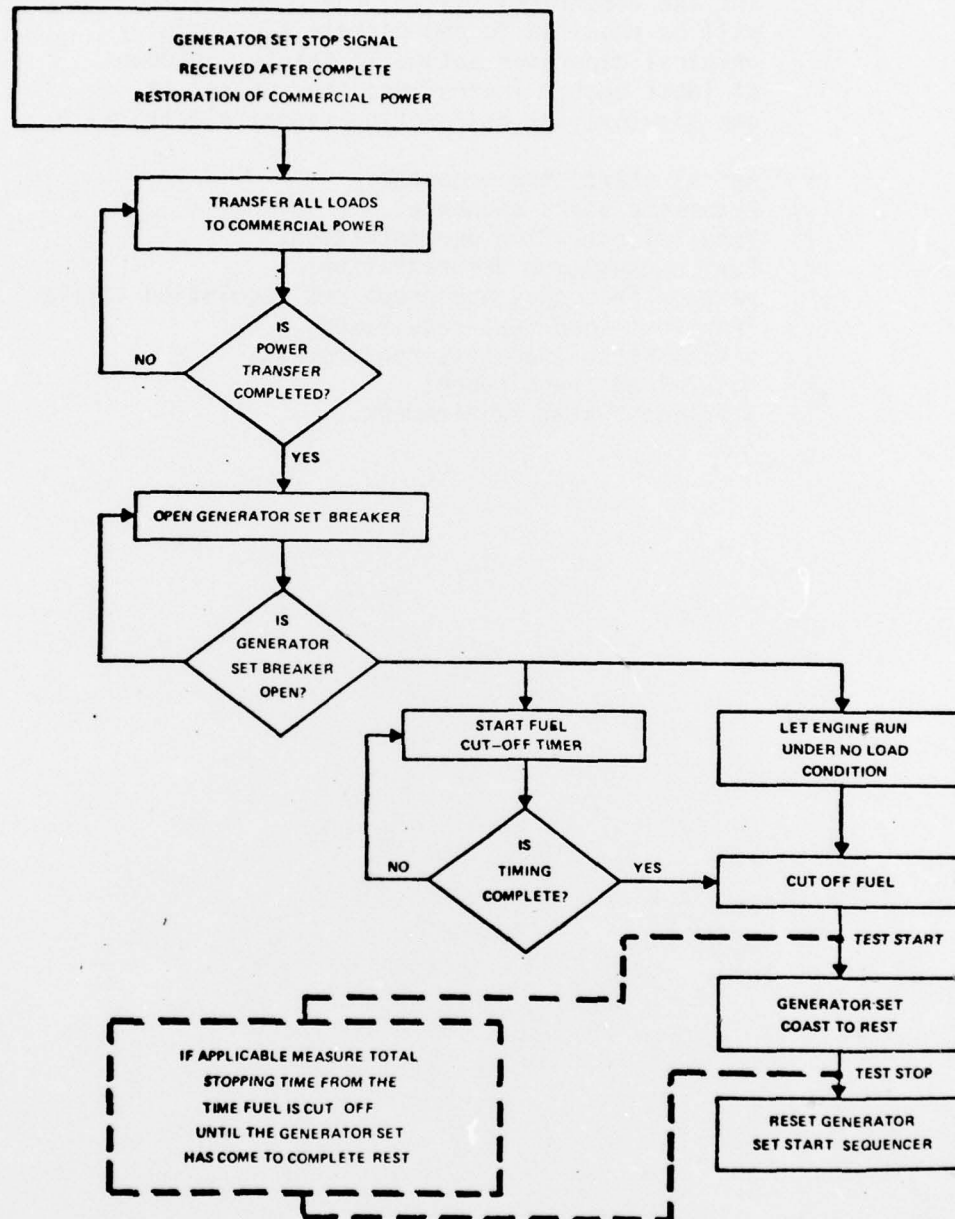 GENERATOR SET STOP SIGNAL
RECEIVED AFTER COMPLETE
RESTORATION OF COMMERCIAL POWER
TRANSFER ALL LOADS
TO COMMERCIAL POWER
IS
POWER
TRANSFER
COMPLETED?
NO
YES
OPEN GENERATOR SET BREAKER
IS
GENERATOR
SET BREAKER
OPEN?
START FUEL
CUT-OFF TIMER
LET ENGINE RUN
UNDER NO LOAD
CONDITION
IS
TIMING
COMPLETE?
NO
YES
CUT OFF FUEL
TEST START
GENERATOR SET
COAST TO REST
TEST STOP
IF APPLICABLE MEASURE TOTAL
STOPPING TIME FROM THE
TIME FUEL IS CUT OFF
UNTIL THE GENERATOR SET
HAS COME TO COMPLETE REST
RESET GENERATOR
SET START SEQUENCER